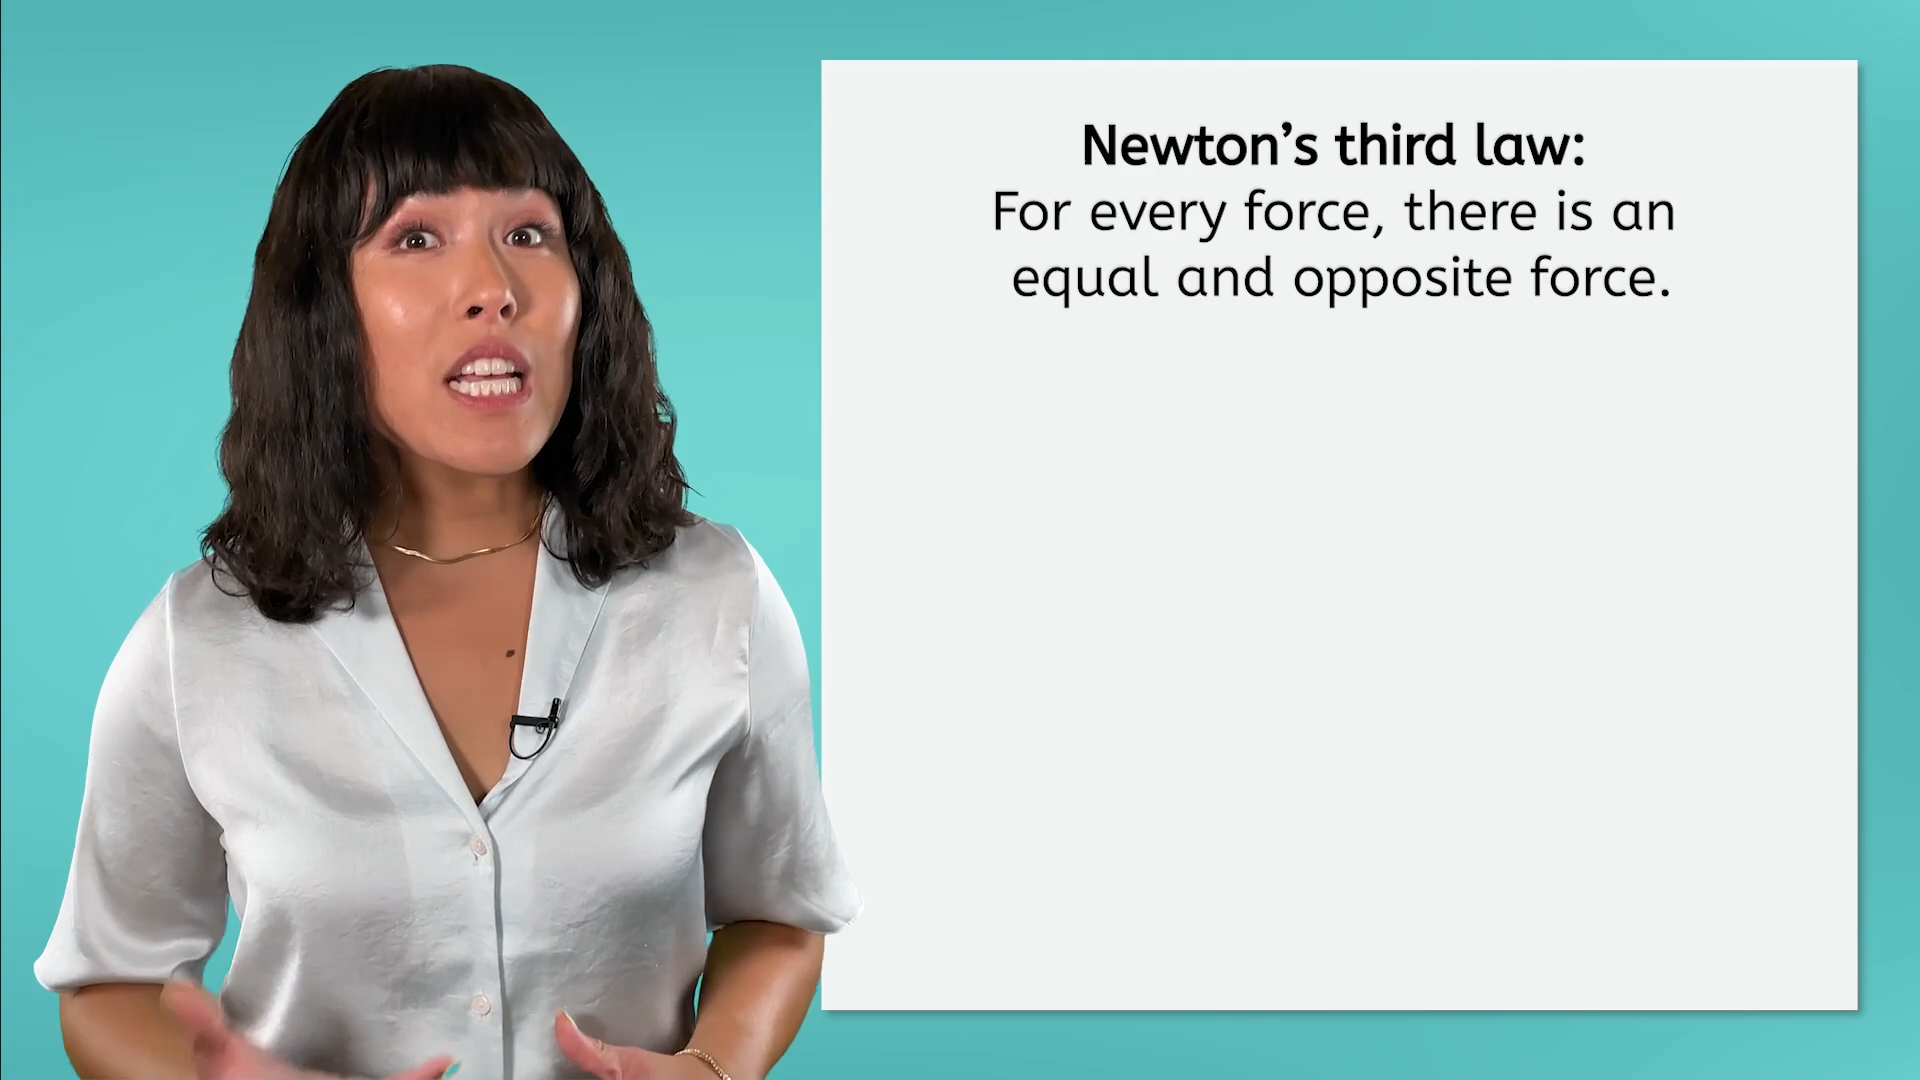 Newton’s third law:
For every force, there is an
equal and opposite force.